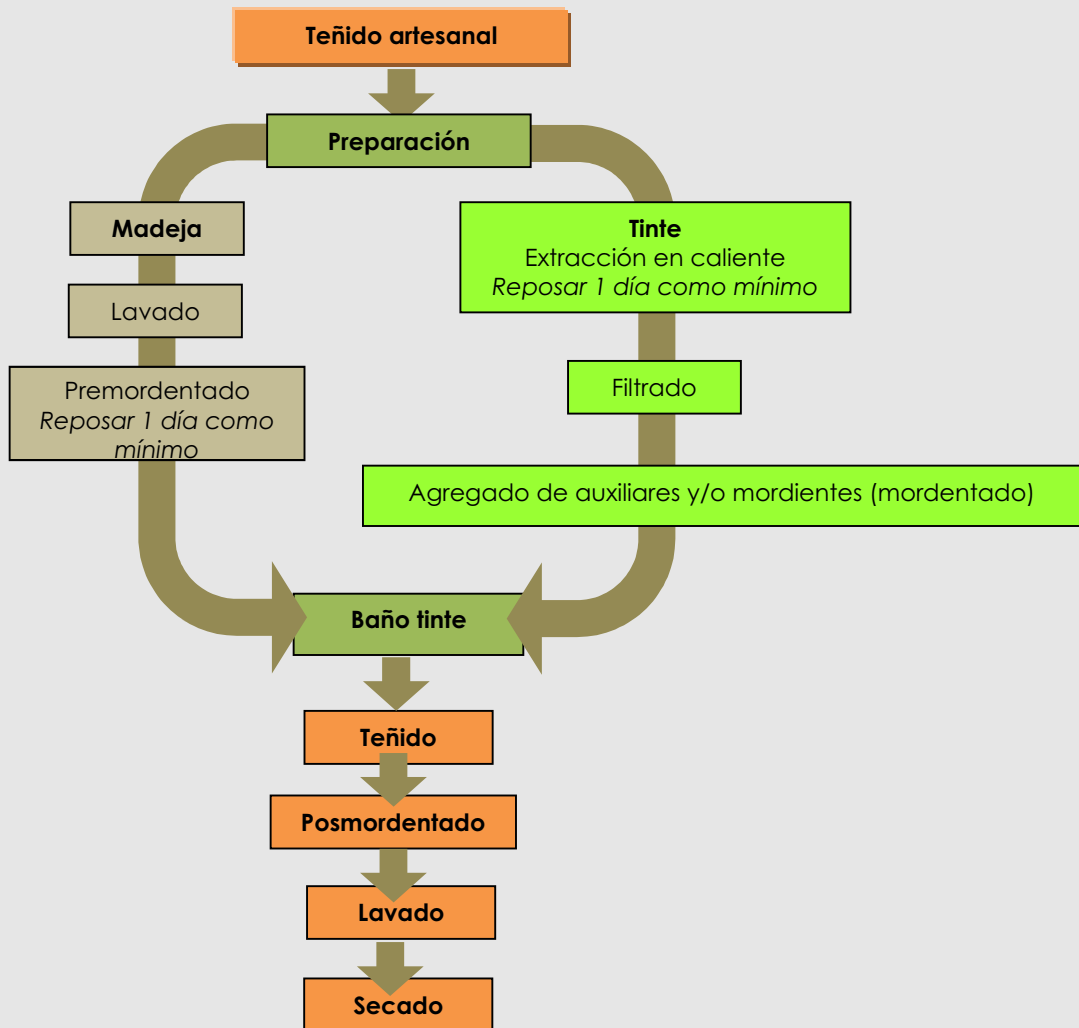 Teñido artesanal
Preparación
Madeja
Lavado
Premordentado
Reposar 1 día como
mínimo
Tinte
Extracción en caliente
Reposar 1 día como mínimo
Filtrado
Agregado de auxiliares y/o mordientes (mordentado)
Baño tinte
Teñido
Posmordentado
Lavado
Secado